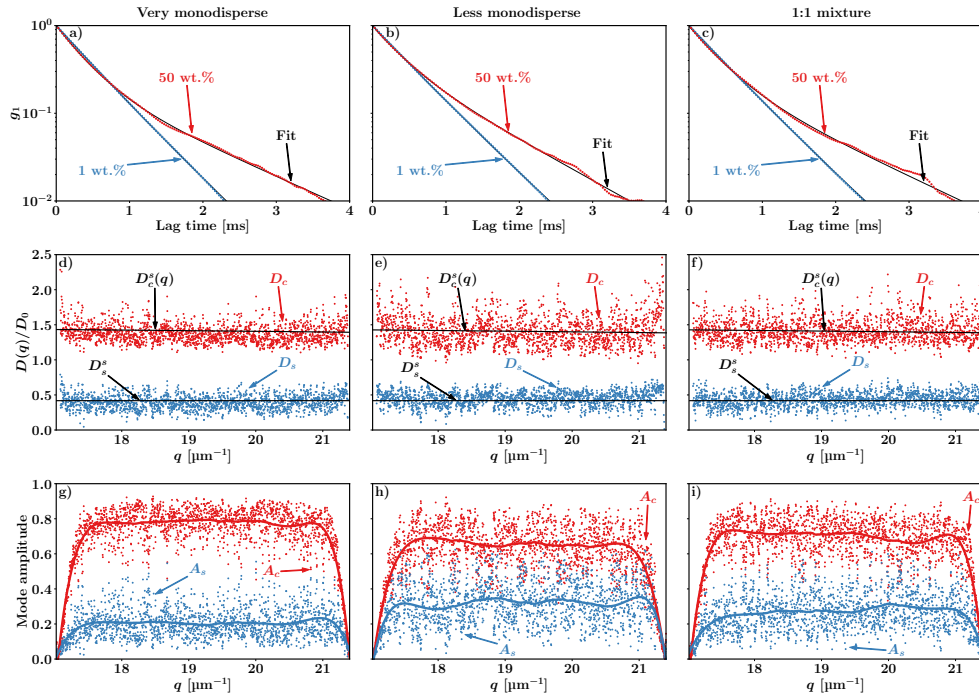 Very monodisperse
Less monodisperse
1:1 mixture
a)
b)
c)
10⁰
10⁻¹
10⁻²
g₁
50 wt.%
1 wt.%
Fit
50 wt.%
1 wt.%
Fit
50 wt.%
1 wt.%
Fit
0 1 2 3 4
0 1 2 3 4
0 1 2 3 4
Lag time [ms]
Lag time [ms]
Lag time [ms]
d)
e)
f)
2.5
2.0
1.5
1.0
0.5
0.0
D(q)/D₀
D_c^s(q)
D_c
D_s^s
D_s
D_c^s(q)
D_c
D_s^s
D_s
D_c^s(q)
D_c
D_s^s
D_s
18 19 20 21
18 19 20 21
18 19 20 21
q [µm⁻¹]
q [µm⁻¹]
q [µm⁻¹]
g)
h)
i)
1.0
0.8
0.6
0.4
0.2
0.0
Mode amplitude
A_s
A_c
A_c
A_s
A_c
A_s
18 19 20 21
18 19 20 21
18 19 20 21
q [µm⁻¹]
q [µm⁻¹]
q [µm⁻¹]